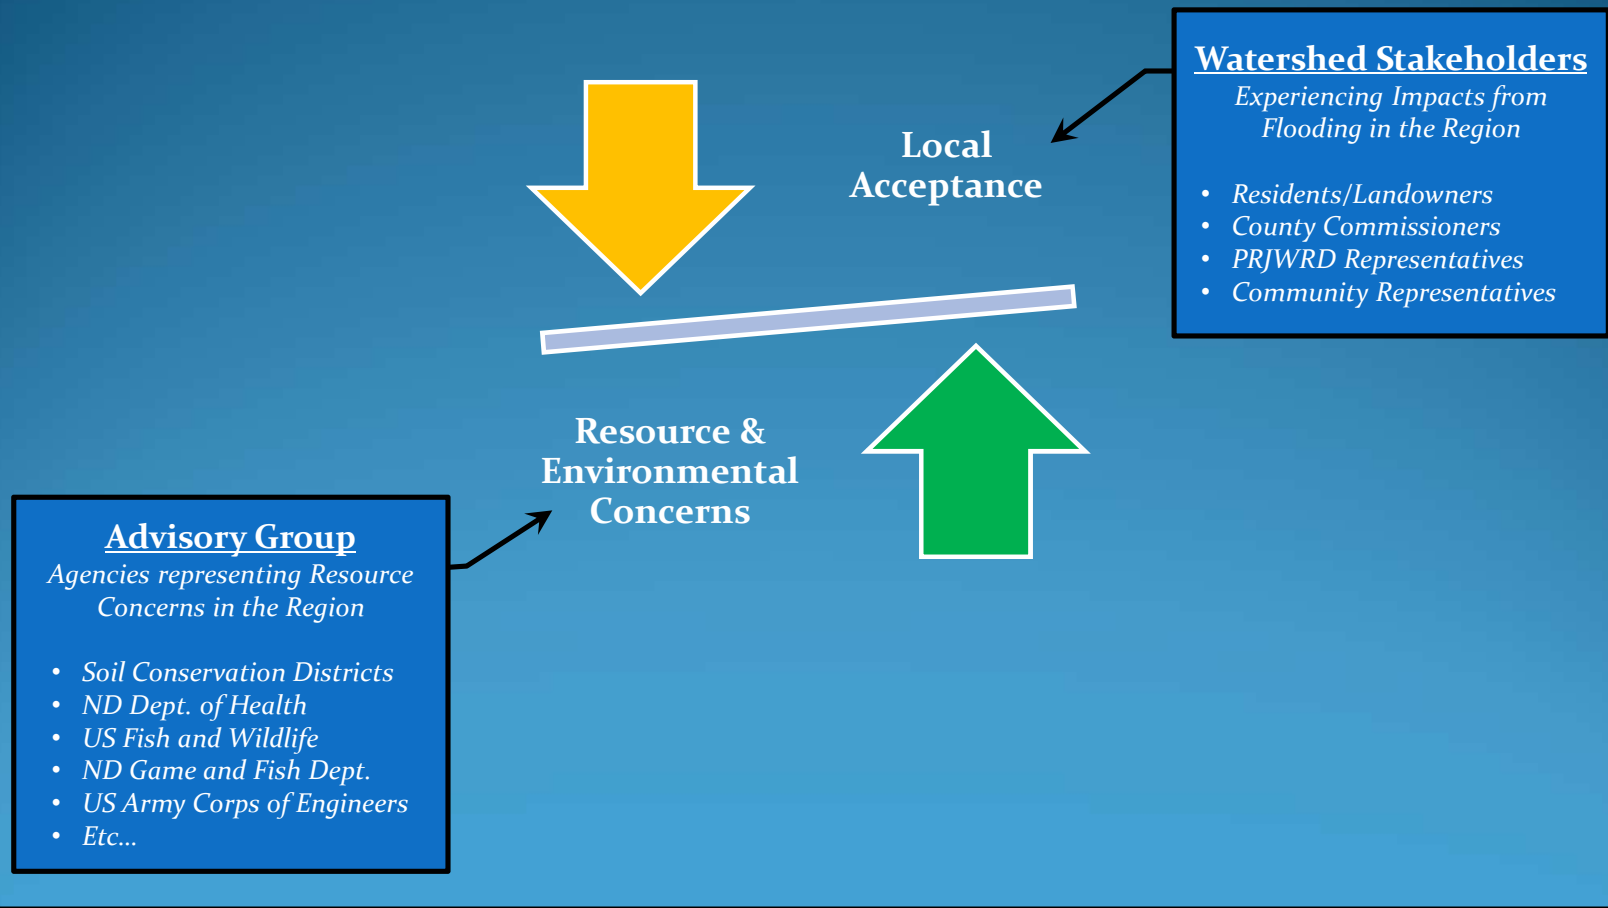 Watershed Stakeholders
Experiencing Impacts from
Flooding in the Region
• Residents/Landowners
• County Commissioners
• PRJWRD Representatives
• Community Representatives
Local
Acceptance
Resource &
Environmental
Concerns
Advisory Group
Agencies representing Resource
Concerns in the Region
• Soil Conservation Districts
• ND Dept. of Health
• US Fish and Wildlife
• ND Game and Fish Dept.
• US Army Corps of Engineers
• Etc...